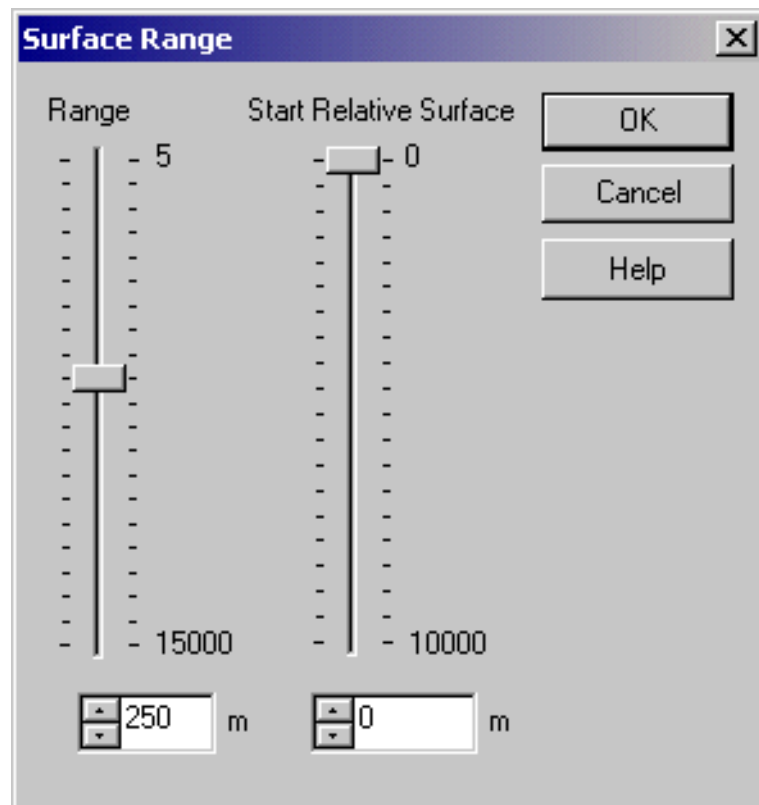 Surface Range
Range
Start Relative Surface
OK
Cancel
Help
5
0
15000
10000
250 m
0 m